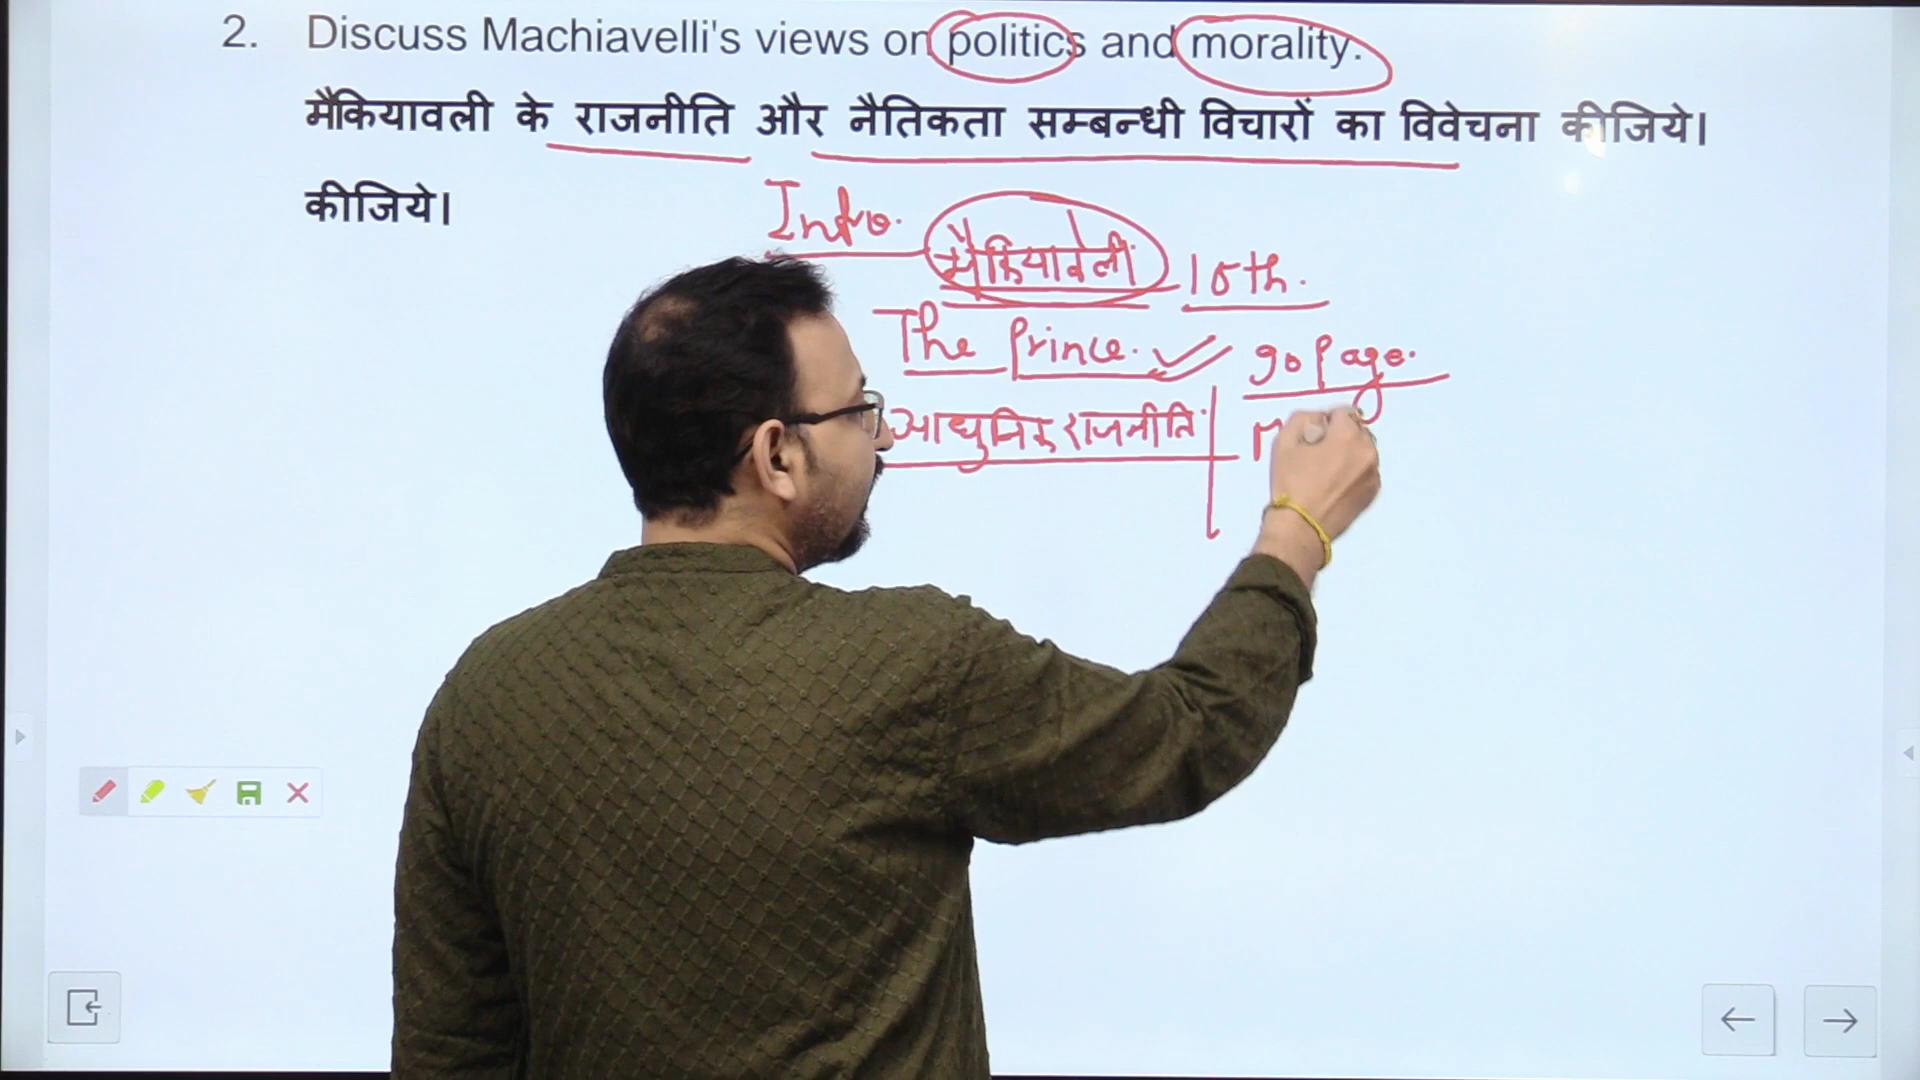 2. Discuss Machiavelli's views on politics and morality.
मैकियावली के राजनीति और नैतिकता सम्बन्धी विचारों का विवेचना कीजिये।
कीजिये।
Intro. मैकियावेली 15th.
The Prince. 90 Page.
आधुनिक राजनीति